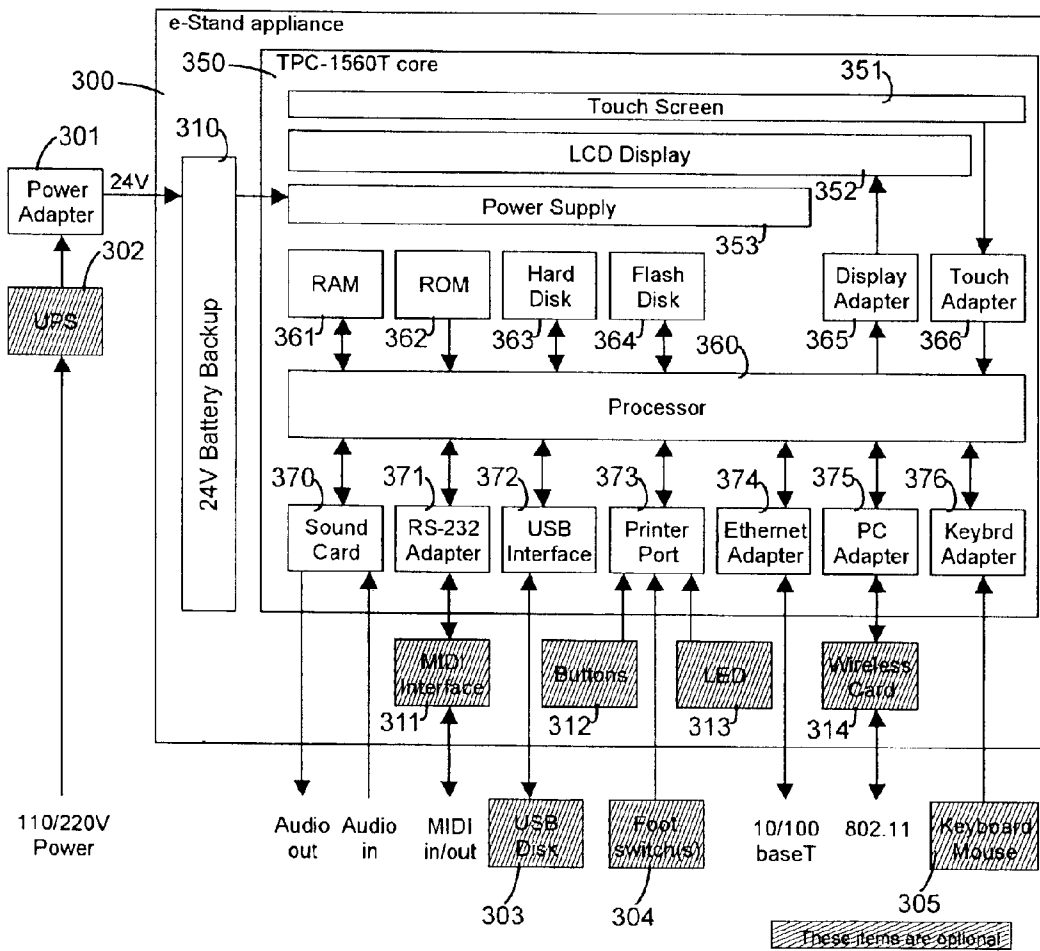 e-Stand appliance
350
TPC-1560T core
351
300
Touch Screen
301
310
LCD Display
24V
Power
Adapter
352
Power Supply
302
353
UPS
RAM
ROM
Hard
Disk
Flash
Disk
Display
Adapter
Touch
Adapter
361
362
363
364
360
365
366
24V Battery Backup
Processor
370
371
372
373
374
375
376
Sound
Card
RS-232
Adapter
USB
Interface
Printer
Port
Ethernet
Adapter
PC
Adapter
Keybrd
Adapter
MIDI
Interface
Buttons
LED
Wireless
Card
311
312
313
314
110/220V
Power
Audio
out
Audio
in
MIDI
in/out
USB
Disk
Foot
switch(s)
10/100
baseT
802.11
Keyboard
Mouse
303
304
305
These items are optional